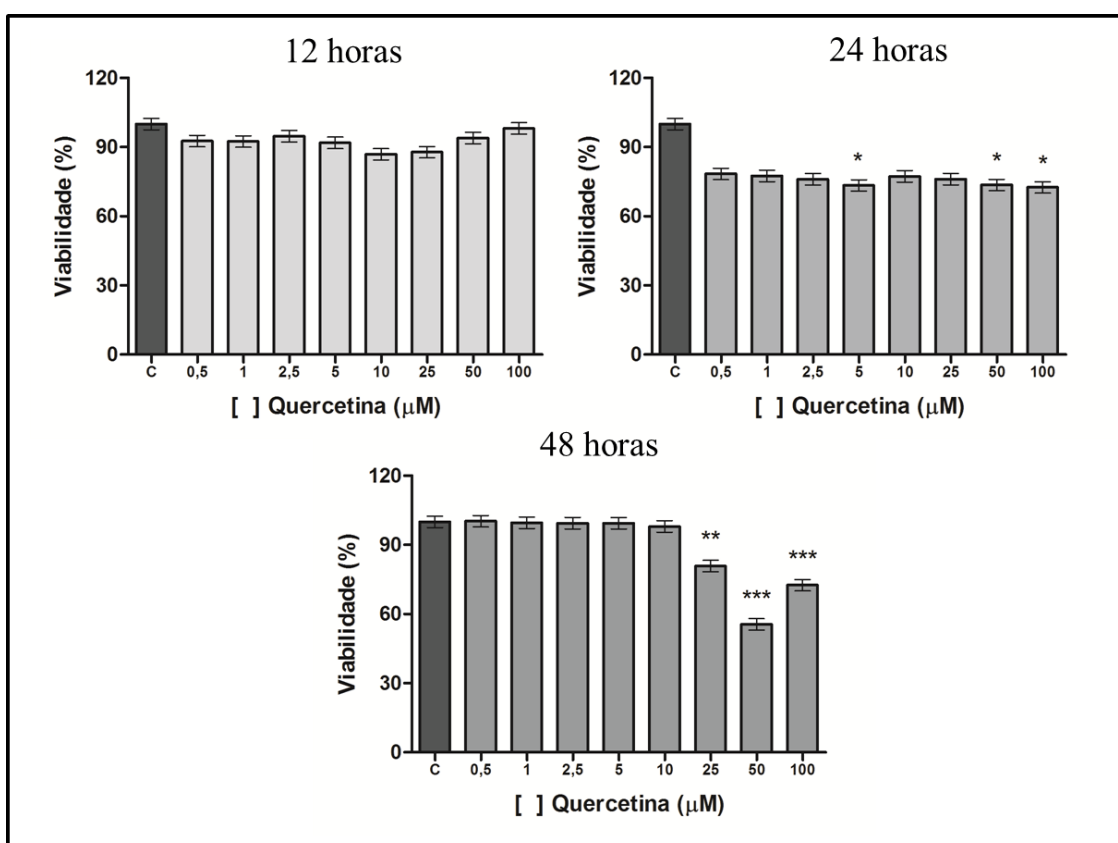 12 horas
Viabilidade (%)
120
90
60
30
0
C 0,5 1 2,5 5 10 25 50 100
[ ] Quercetina (µM)
24 horas
Viabilidade (%)
120
90
60
30
0
* * *
C 0,5 1 2,5 5 10 25 50 100
[ ] Quercetina (µM)
48 horas
Viabilidade (%)
120
90
60
30
0
** *** ***
C 0,5 1 2,5 5 10 25 50 100
[ ] Quercetina (µM)